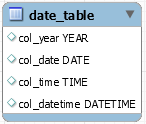 date_table
col_year YEAR
col_date DATE
col_time TIME
col_datetime DATETIME